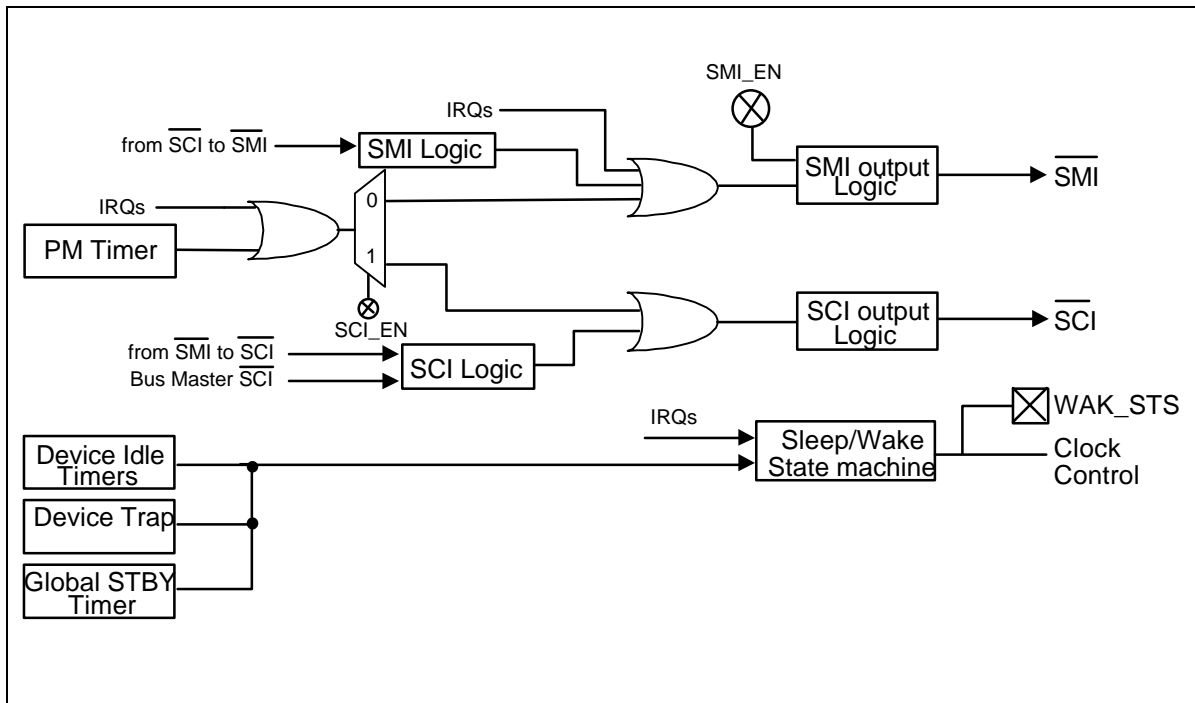 SMI_EN
IRQs
from SCI to SMI
SMI Logic
SMI output
Logic
SMI
IRQs
0
PM Timer
1
SCI_EN
SCI output
Logic
SCI
from SMI to SCI
Bus Master SCI
SCI Logic
WAK_STS
IRQs
Sleep/Wake
State machine
Clock
Control
Device Idle
Timers
Device Trap
Global STBY
Timer